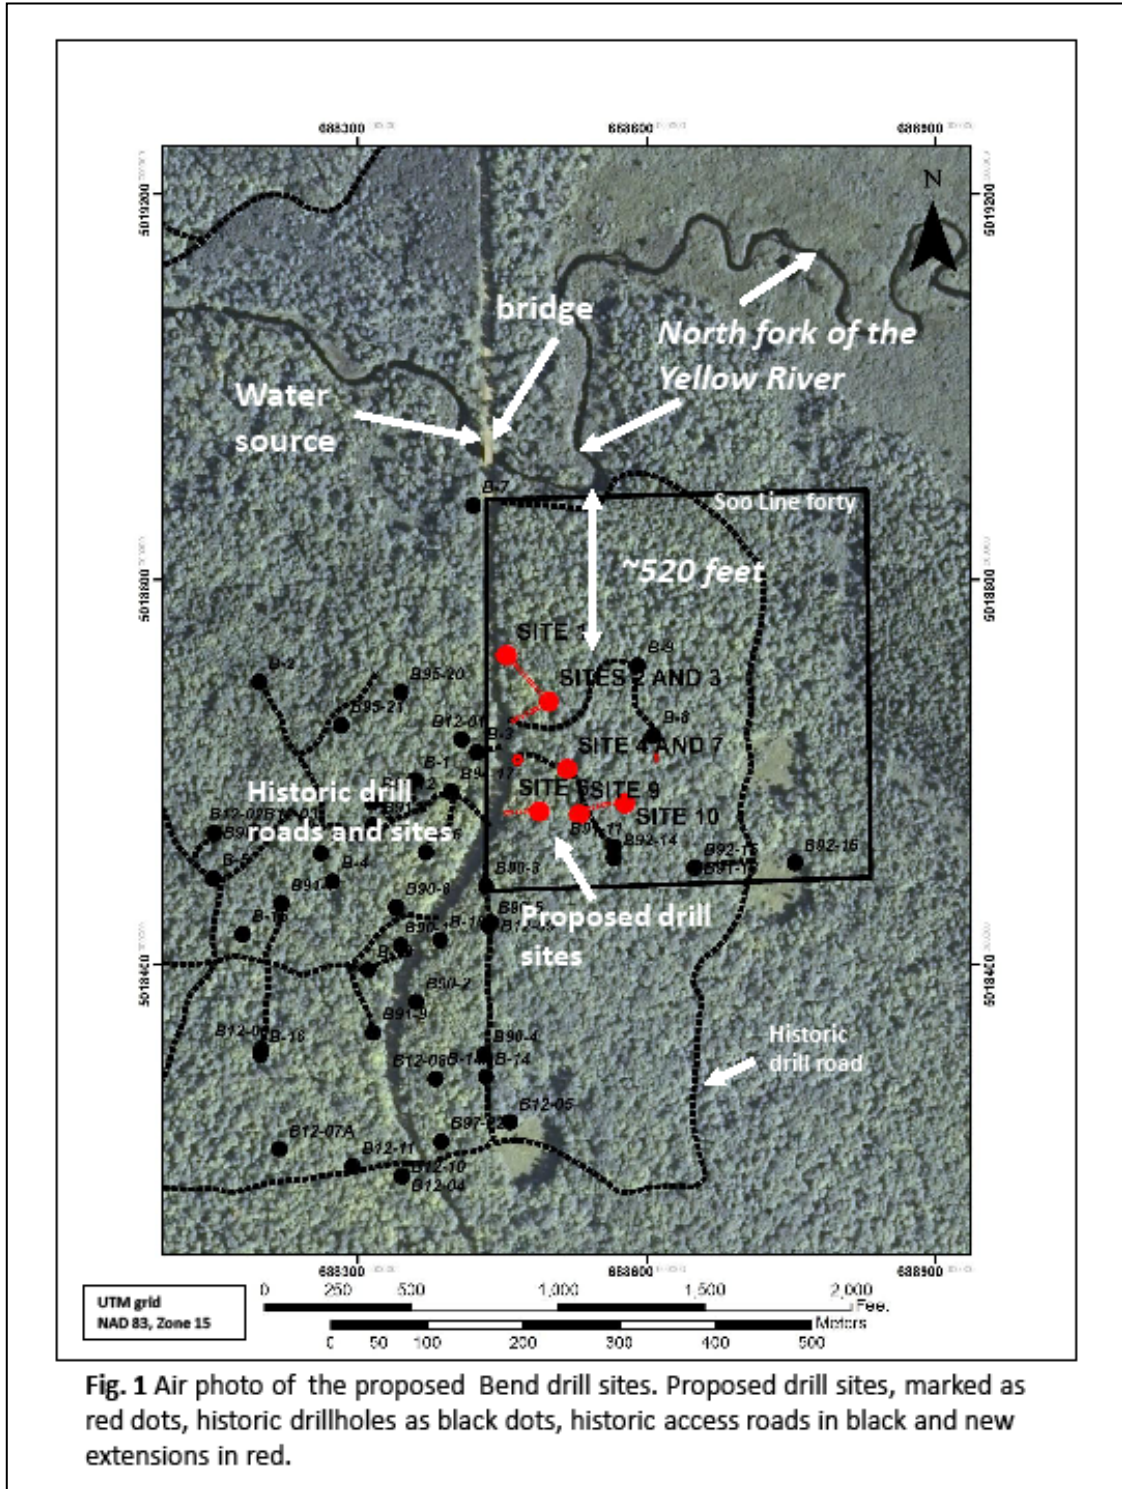 688300
688600
688900
5019200
5019200
N
bridge
North fork of the
Yellow River
Water
source
B-7
Soo Line forty
~520 feet
5018800
5018800
SITE 1
B-9
B-2
B95-20
SITES 2 AND 3
B95-21
B-8
B12-01
B-3
SITE 4 AND 7
B-1
Historic drill
roads and sites
SITE 9
SITE 10
B92-14
B-4
B90-3
B92-15
B92-16
B90-8
Proposed drill
sites
5018400
5018400
B90-2
B91-9
B90-4
B-14
B-14
B-16
Historic
drill road
B12-05
B12-07A
B12-11
B12-10
B12-04
688300
688600
688900
UTM grid
NAD 83, Zone 15
0 250 500 1,000 1,500 2,000
Feet
Meters
0 50 100 200 300 400 500
Fig. 1 Air photo of the proposed Bend drill sites. Proposed drill sites, marked as
red dots, historic drillholes as black dots, historic access roads in black and new
extensions in red.